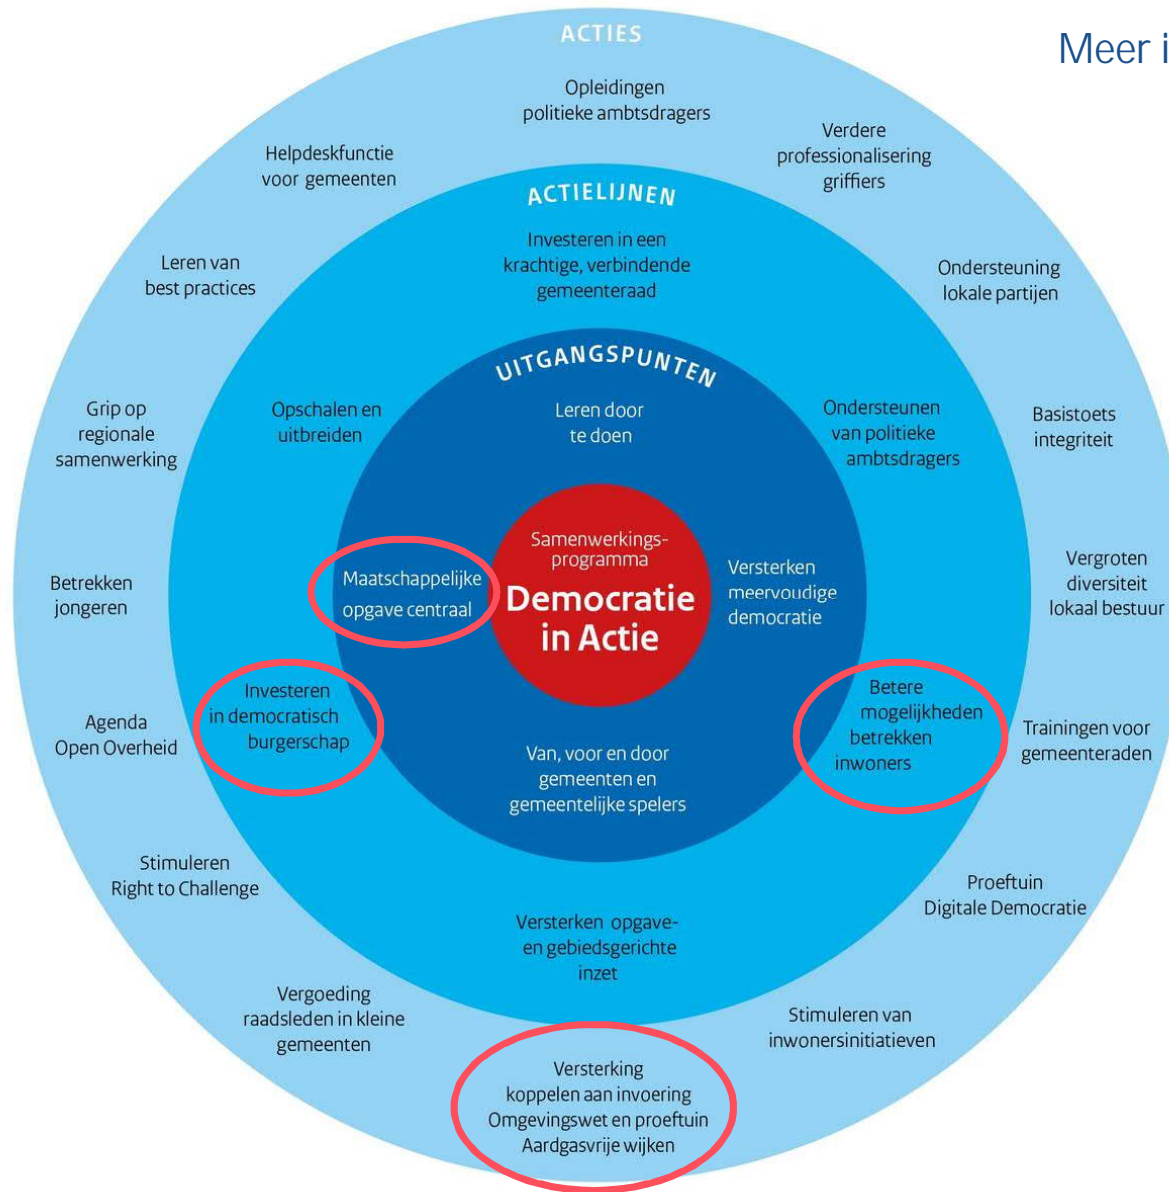 Meer i
ACTIES
Opleidingen
politieke ambtsdragers
Verdere
professionalisering
griffiers
Ondersteuning
lokale partijen
Basistoets
integriteit
Vergroten
diversiteit
lokaal bestuur
Trainingen voor
gemeenteraden
Proeftuin
Digitale Democratie
Stimuleren van
inwonersinitiatieven
Versterking
koppelen aan invoering
Omgevingswet en proeftuin
Aardgasvrije wijken
Vergoeding
raadsleden in kleine
gemeenten
Stimuleren
Right to Challenge
Agenda
Open Overheid
Betrekken
jongeren
Grip op
regionale
samenwerking
Leren van
best practices
Helpdeskfunctie
voor gemeenten
ACTIELIJNEN
Investeren in een
krachtige, verbindende
gemeenteraad
Ondersteunen
van politieke
ambtsdragers
Betere
mogelijkheden
betrekken
inwoners
Versterken opgave-
en gebiedsgerichte
inzet
Investeren
in democratisch
burgerschap
Opschalen en
uitbreiden
UITGANGSPUNTEN
Leren door
te doen
Versterken
meervoudige
democratie
Van, voor en door
gemeenten en
gemeentelijke spelers
Maatschappelijke
opgave centraal
Samenwerkings-
programma
Democratie
in Actie